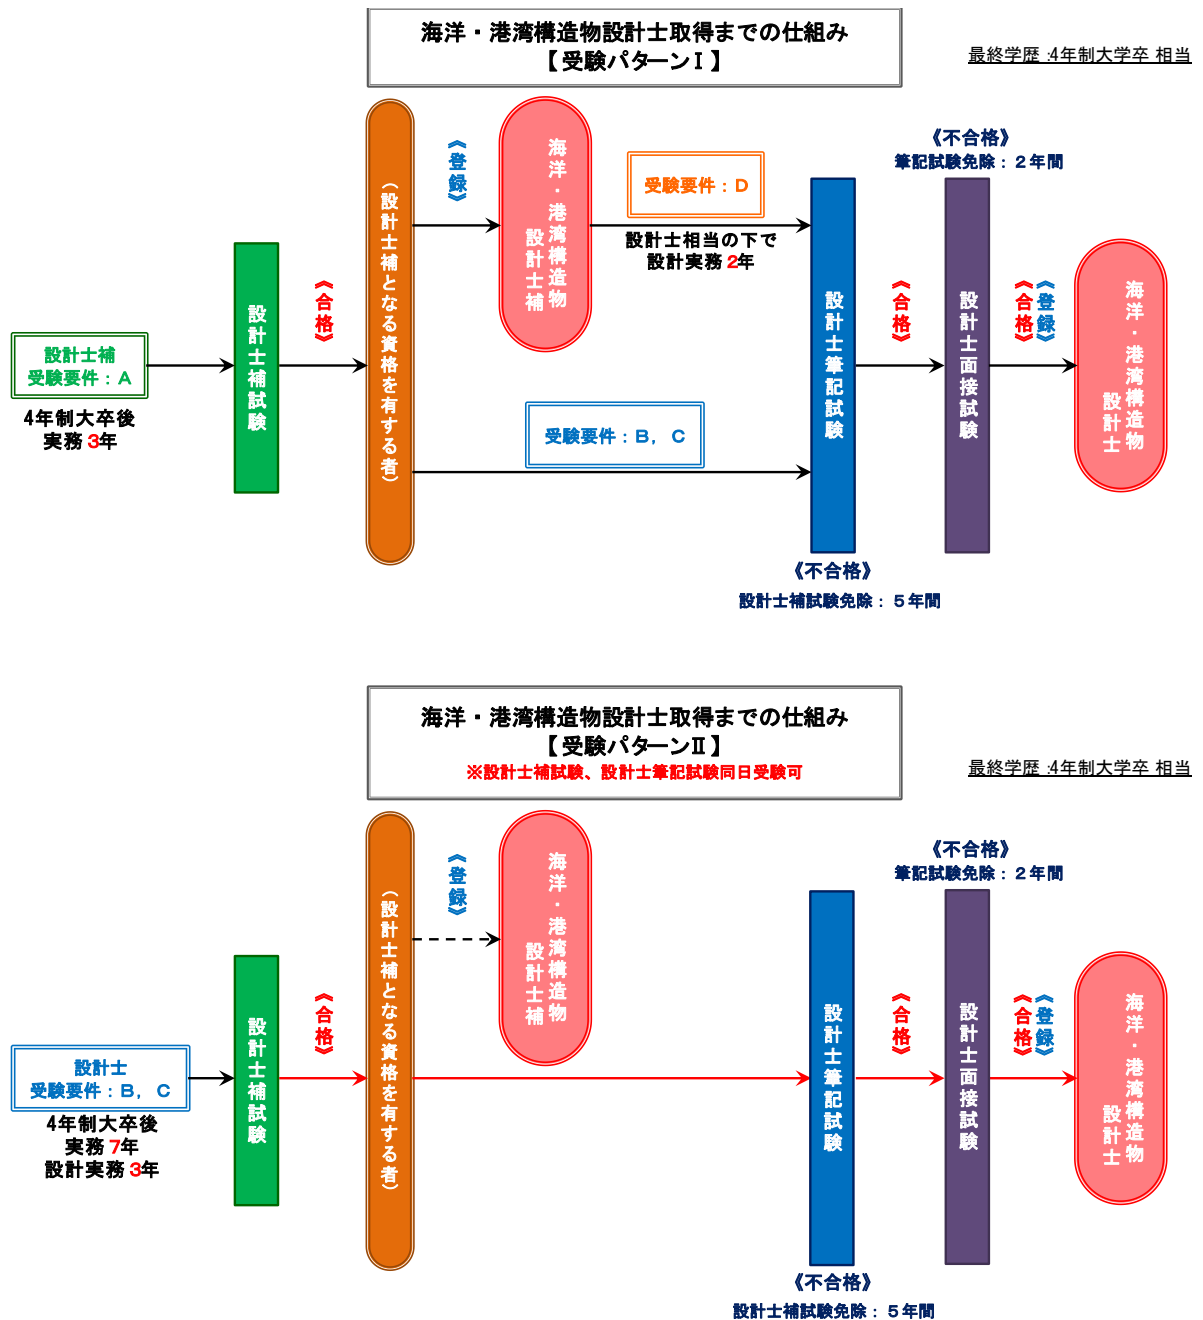 海洋・港湾構造物設計士取得までの仕組み
【受験パターンⅠ】
最終学歴:4年制大学卒 相当
《不合格》
筆記試験免除：２年間
設計士補
受験要件：A
4年制大卒後
実務3年
設計士補試験
《合格》
（設計士補となる資格を有する者）
《登録》
海洋・港湾構造物
設計士補
受験要件：D
設計士相当の下で
設計実務2年
受験要件：B，C
設計士筆記試験
《合格》
設計士面接試験
《登録》
《合格》
海洋・港湾構造物
設計士
《不合格》
設計士補試験免除：５年間
海洋・港湾構造物設計士取得までの仕組み
【受験パターンⅡ】
※設計士補試験、設計士筆記試験同日受験可
最終学歴:4年制大学卒 相当
《不合格》
筆記試験免除：２年間
設計士
受験要件：B，C
4年制大卒後
実務7年
設計実務3年
設計士補試験
《合格》
（設計士補となる資格を有する者）
《登録》
海洋・港湾構造物
設計士補
設計士筆記試験
《合格》
設計士面接試験
《登録》
《合格》
海洋・港湾構造物
設計士
《不合格》
設計士補試験免除：５年間